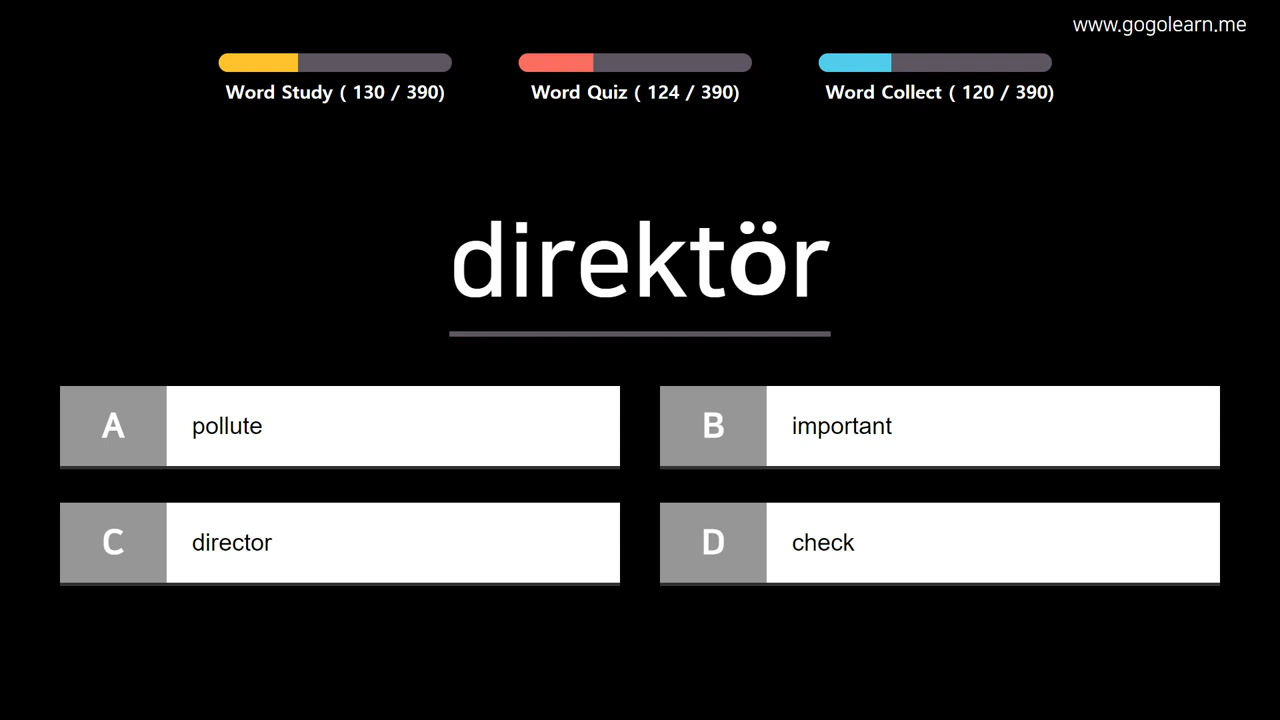 www.gogolearn.me
Word Study ( 130 / 390)
Word Quiz ( 124 / 390)
Word Collect ( 120 / 390)
direktör
A pollute
B important
C director
D check